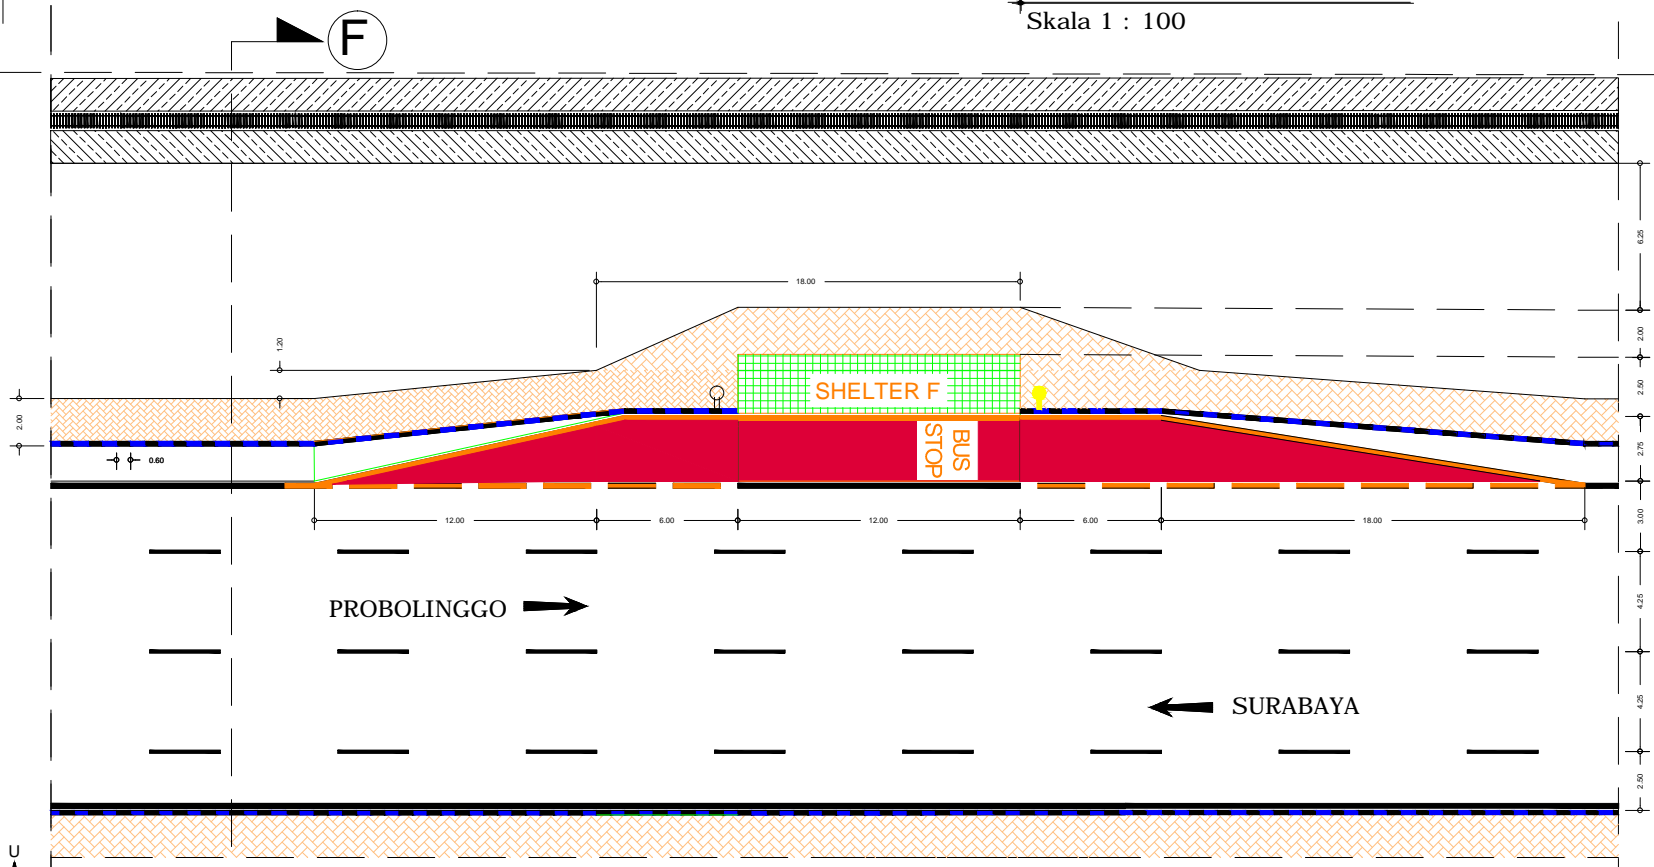 Skala 1 : 100
F
6.25
18.00
1.20
2.00
2.00
2.50
SHELTER F
BUS
STOP
2.75
0.60
12.00
6.00
12.00
6.00
18.00
3.00
PROBOLINGGO
4.25
SURABAYA
4.25
2.50
U